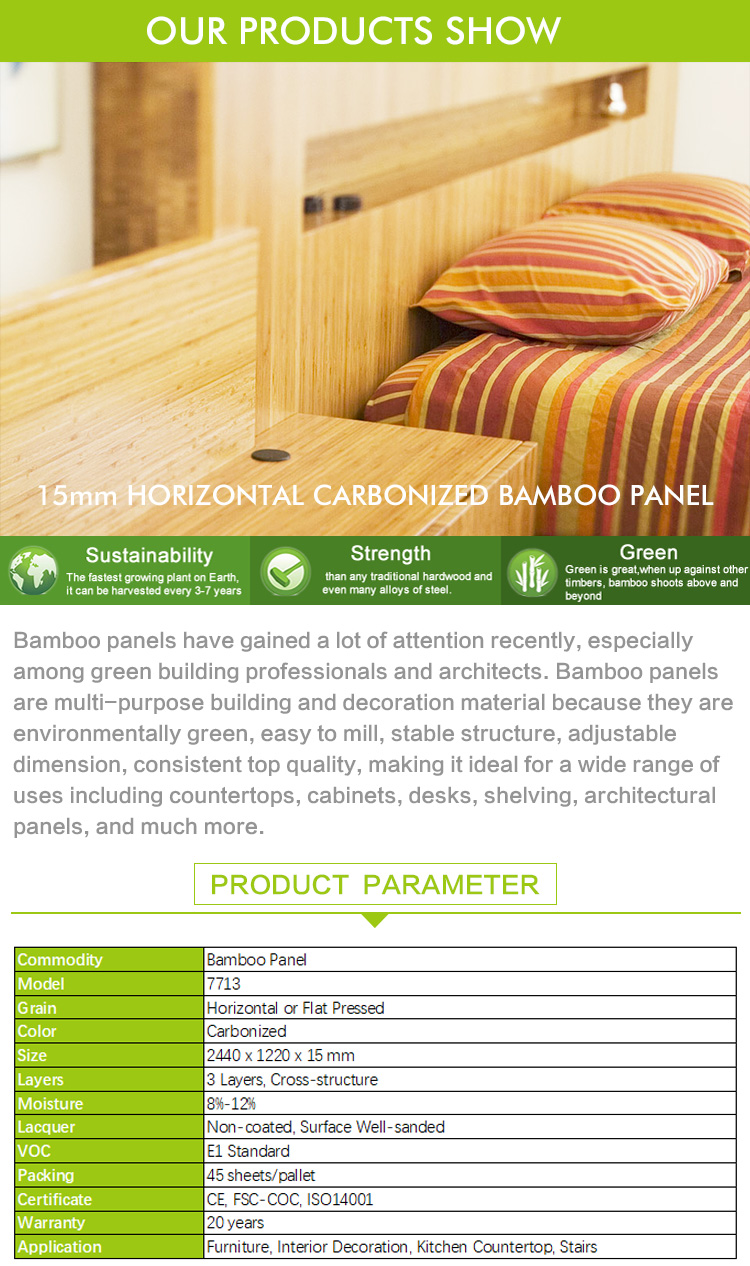 OUR PRODUCTS SHOW
15mm HORIZONTAL CARBONIZED BAMBOO PANEL
Sustainability
The fastest growing plant on Earth,
it can be harvested every 3-7 years
Strength
than any traditional hardwood and
even many alloys of steel.
Green
Green is great,when up against other
timbers, bamboo shoots above and
beyond
Bamboo panels have gained a lot of attention recently, especially
among green building professionals and architects. Bamboo panels
are multi-purpose building and decoration material because they are
environmentally green, easy to mill, stable structure, adjustable
dimension, consistent top quality, making it ideal for a wide range of
uses including countertops, cabinets, desks, shelving, architectural
panels, and much more.
PRODUCT PARAMETER
Commodity Bamboo Panel
Model 7713
Grain Horizontal or Flat Pressed
Color Carbonized
Size 2440 x 1220 x 15 mm
Layers 3 Layers, Cross-structure
Moisture 8%-12%
Lacquer Non-coated, Surface Well-sanded
VOC E1 Standard
Packing 45 sheets/pallet
Certificate CE, FSC-COC, ISO14001
Warranty 20 years
Application Furniture, Interior Decoration, Kitchen Countertop, Stairs